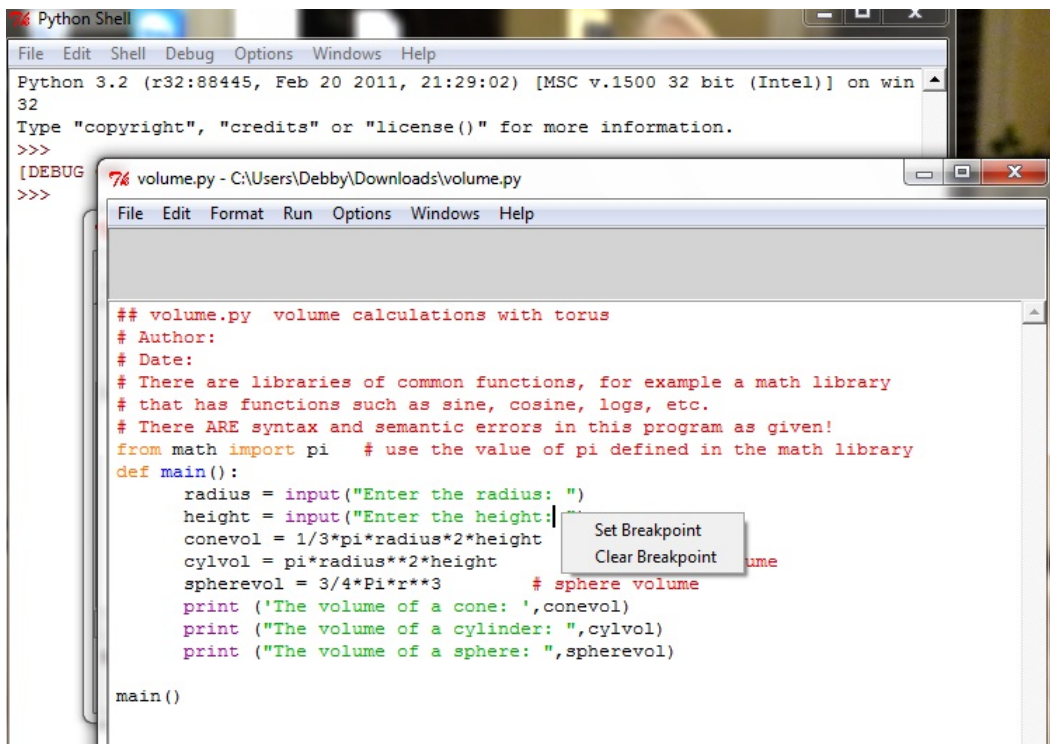 Python Shell
File Edit Shell Debug Options Windows Help
Python 3.2 (r32:88445, Feb 20 2011, 21:29:02) [MSC v.1500 32 bit (Intel)] on win
32
Type "copyright", "credits" or "license()" for more information.
>>>
[DEBUG
>>>
volume.py - C:\Users\Debby\Downloads\volume.py
File Edit Format Run Options Windows Help
## volume.py  volume calculations with torus
# Author:
# Date:
# There are libraries of common functions, for example a math library
# that has functions such as sine, cosine, logs, etc.
# There ARE syntax and semantic errors in this program as given!
from math import pi   # use the value of pi defined in the math library
def main():
      radius = input("Enter the radius: ")
      height = input("Enter the height:
      conevol = 1/3*pi*radius*2*height
      cylvol = pi*radius**2*height ume
      spherevol = 3/4*Pi*r**3        # sphere volume
      print ('The volume of a cone: ',conevol)
      print ("The volume of a cylinder: ",cylvol)
      print ("The volume of a sphere: ",spherevol)
main()
Set Breakpoint
Clear Breakpoint